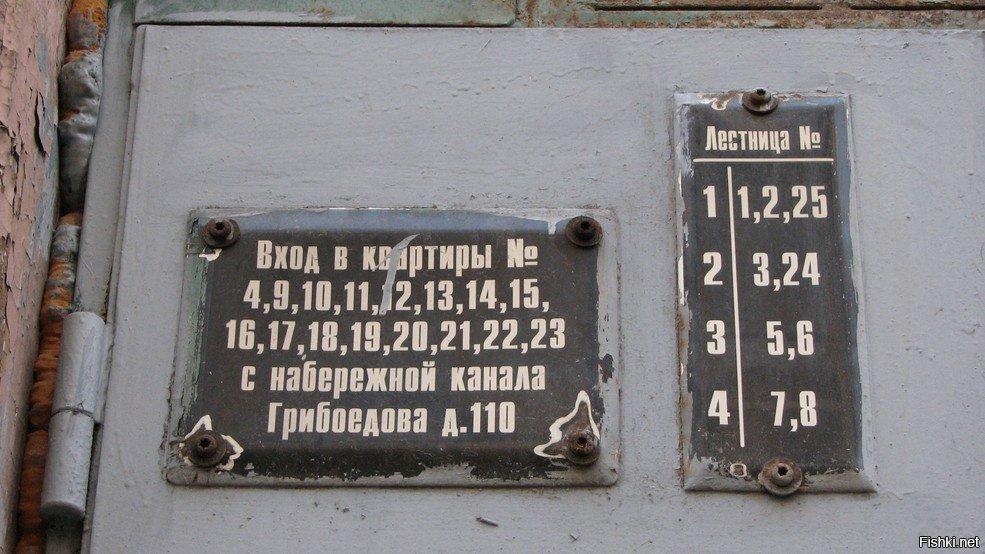 Вход в квартиры №
4,9,10,11,12,13,14,15,
16,17,18,19,20,21,22,23
с набережной канала
Грибоедова д.110
Лестница №
1 1,2,25
2 3,24
3 5,6
4 7,8
Fishki.net